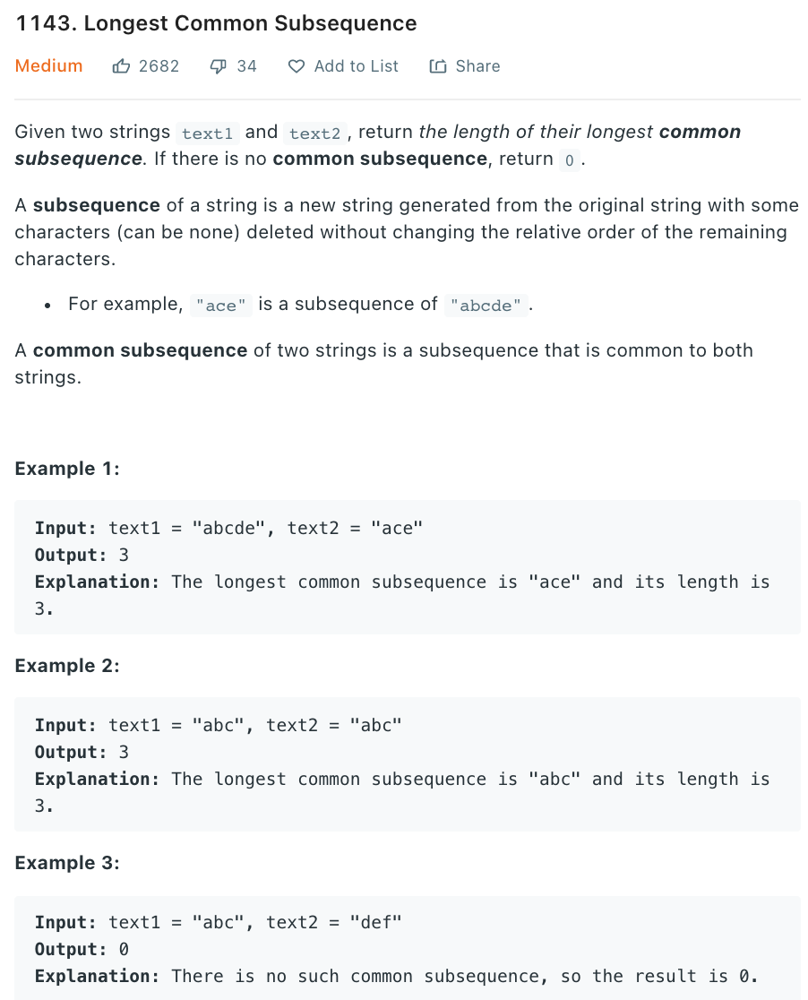 1143. Longest Common Subsequence
Medium 2682 34 Add to List Share
Given two strings text1 and text2 , return the length of their longest common
subsequence. If there is no common subsequence, return 0 .
A subsequence of a string is a new string generated from the original string with some
characters (can be none) deleted without changing the relative order of the remaining
characters.
• For example, "ace" is a subsequence of "abcde" .
A common subsequence of two strings is a subsequence that is common to both
strings.
Example 1:
Input: text1 = "abcde", text2 = "ace"
Output: 3
Explanation: The longest common subsequence is "ace" and its length is
3.
Example 2:
Input: text1 = "abc", text2 = "abc"
Output: 3
Explanation: The longest common subsequence is "abc" and its length is
3.
Example 3:
Input: text1 = "abc", text2 = "def"
Output: 0
Explanation: There is no such common subsequence, so the result is 0.